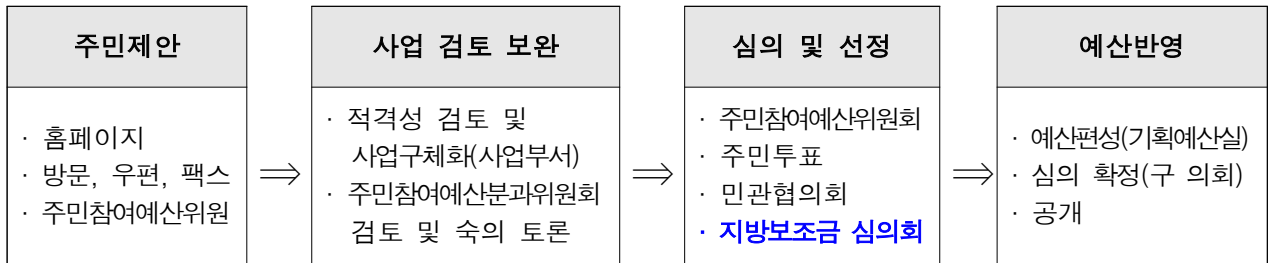 주민제안
· 홈페이지
· 방문, 우편, 팩스
· 주민참여예산위원
⇒
사업 검토 보완
· 적격성 검토 및
사업구체화(사업부서)
· 주민참여예산분과위원회
검토 및 숙의 토론
⇒
심의 및 선정
· 주민참여예산위원회
· 주민투표
· 민관협의회
· 지방보조금 심의회
⇒
예산반영
· 예산편성(기획예산실)
· 심의 확정(구 의회)
· 공개